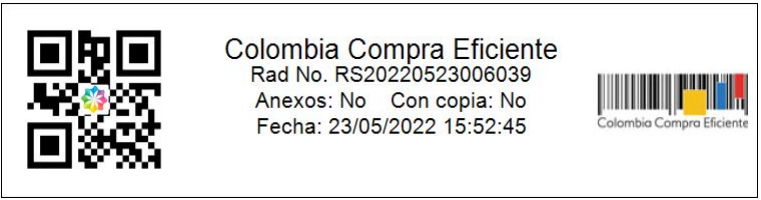 Colombia Compra Eficiente
Rad No. RS20220523006039
Anexos: No    Con copia: No
Fecha: 23/05/2022 15:52:45
Colombia Compra Eficiente